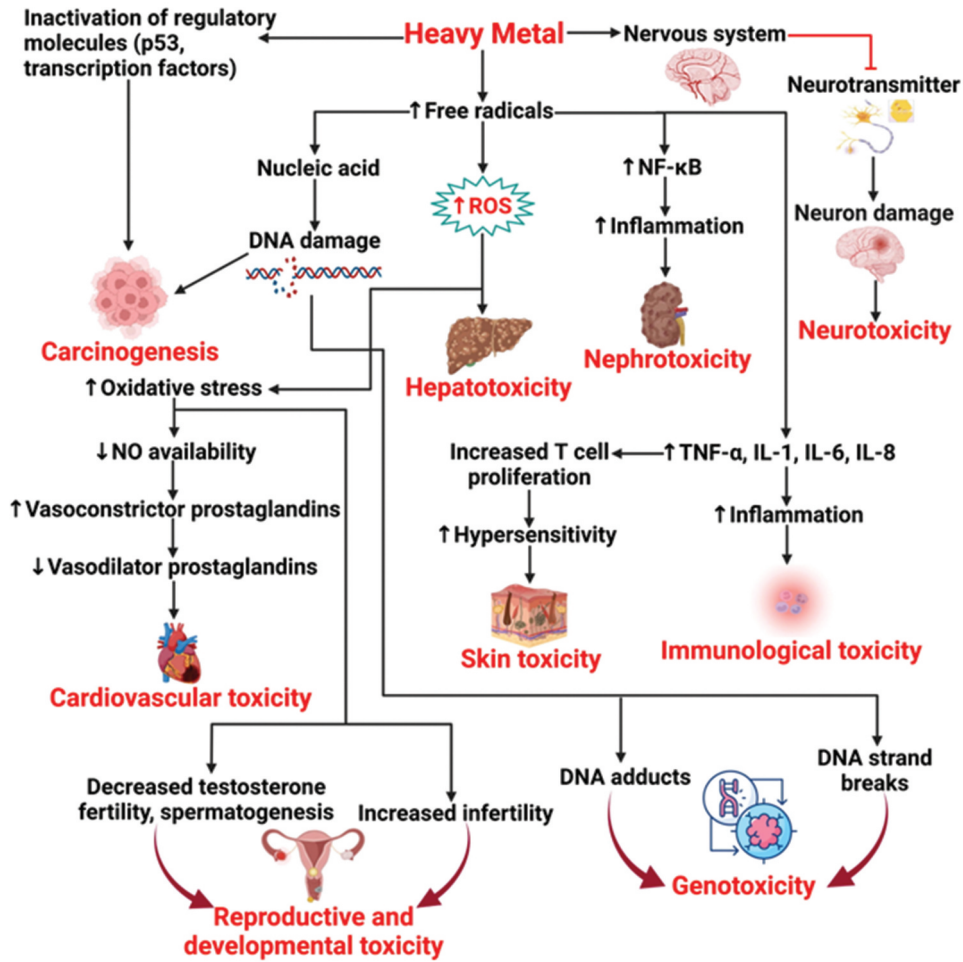 Inactivation of regulatory
molecules (p53,
transcription factors)
Heavy Metal
Nervous system
Neurotransmitter
↑Free radicals
Nucleic acid
↑ROS
↑NF-κB
Neuron damage
DNA damage
↑Inflammation
Neurotoxicity
Carcinogenesis
Nephrotoxicity
Hepatotoxicity
↑Oxidative stress
↓NO availability
Increased T cell
proliferation
↑TNF-α, IL-1, IL-6, IL-8
↑Vasoconstrictor prostaglandins
↑Hypersensitivity
↑Inflammation
↓Vasodilator prostaglandins
Skin toxicity
Immunological toxicity
Cardiovascular toxicity
Decreased testosterone
fertility, spermatogenesis
Increased infertility
DNA adducts
DNA strand
breaks
Genotoxicity
Reproductive and
developmental toxicity